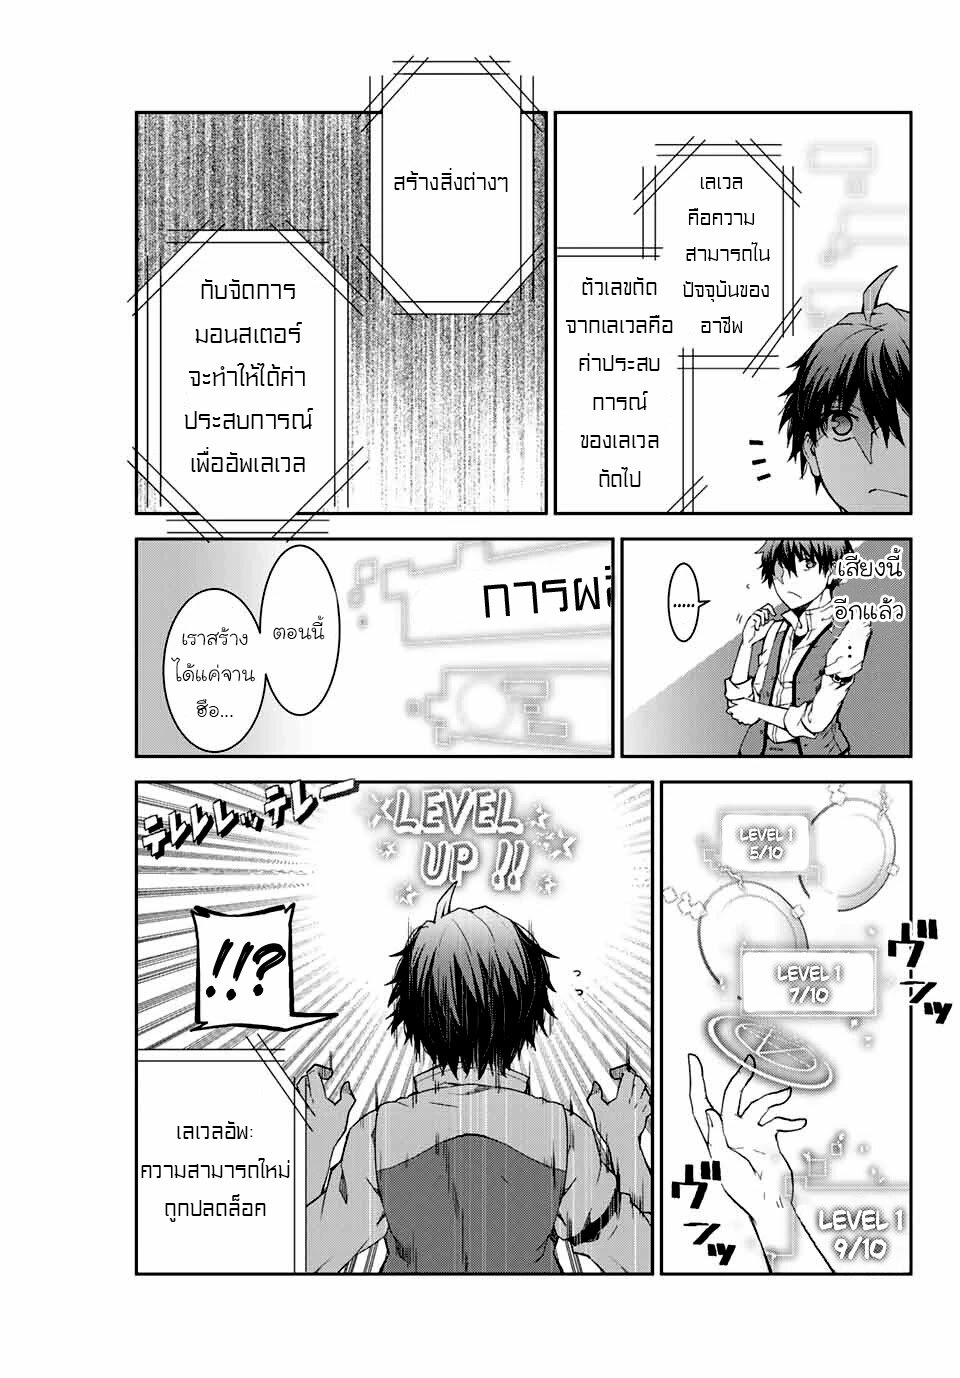 เลเวล
คือความ
สามารถใน
ปัจจุบันของ
อาชีพ
ตัวเลขถัด
จากเลเวลคือ
ค่าประสบ
การณ์
ของเลเวล
ถัดไป
สร้างสิ่งต่างๆ
กับจัดการ
มอนสเตอร์
จะทำให้ได้ค่า
ประสบการณ์
เพื่ออัพเลเวล
เสียงนี้
อีกแล้ว
......
ตอนนี้
เราสร้าง
ได้แค่จาน
ฮือ...
LEVEL 1
5/10
LEVEL 1
7/10
LEVEL 1
9/10
ヴンッ
ヴンッ
テレレレッテレー
LEVEL
UP!!
!!?
เลเวลอัพ:
ความสามารถใหม่
ถูกปลดล็อค